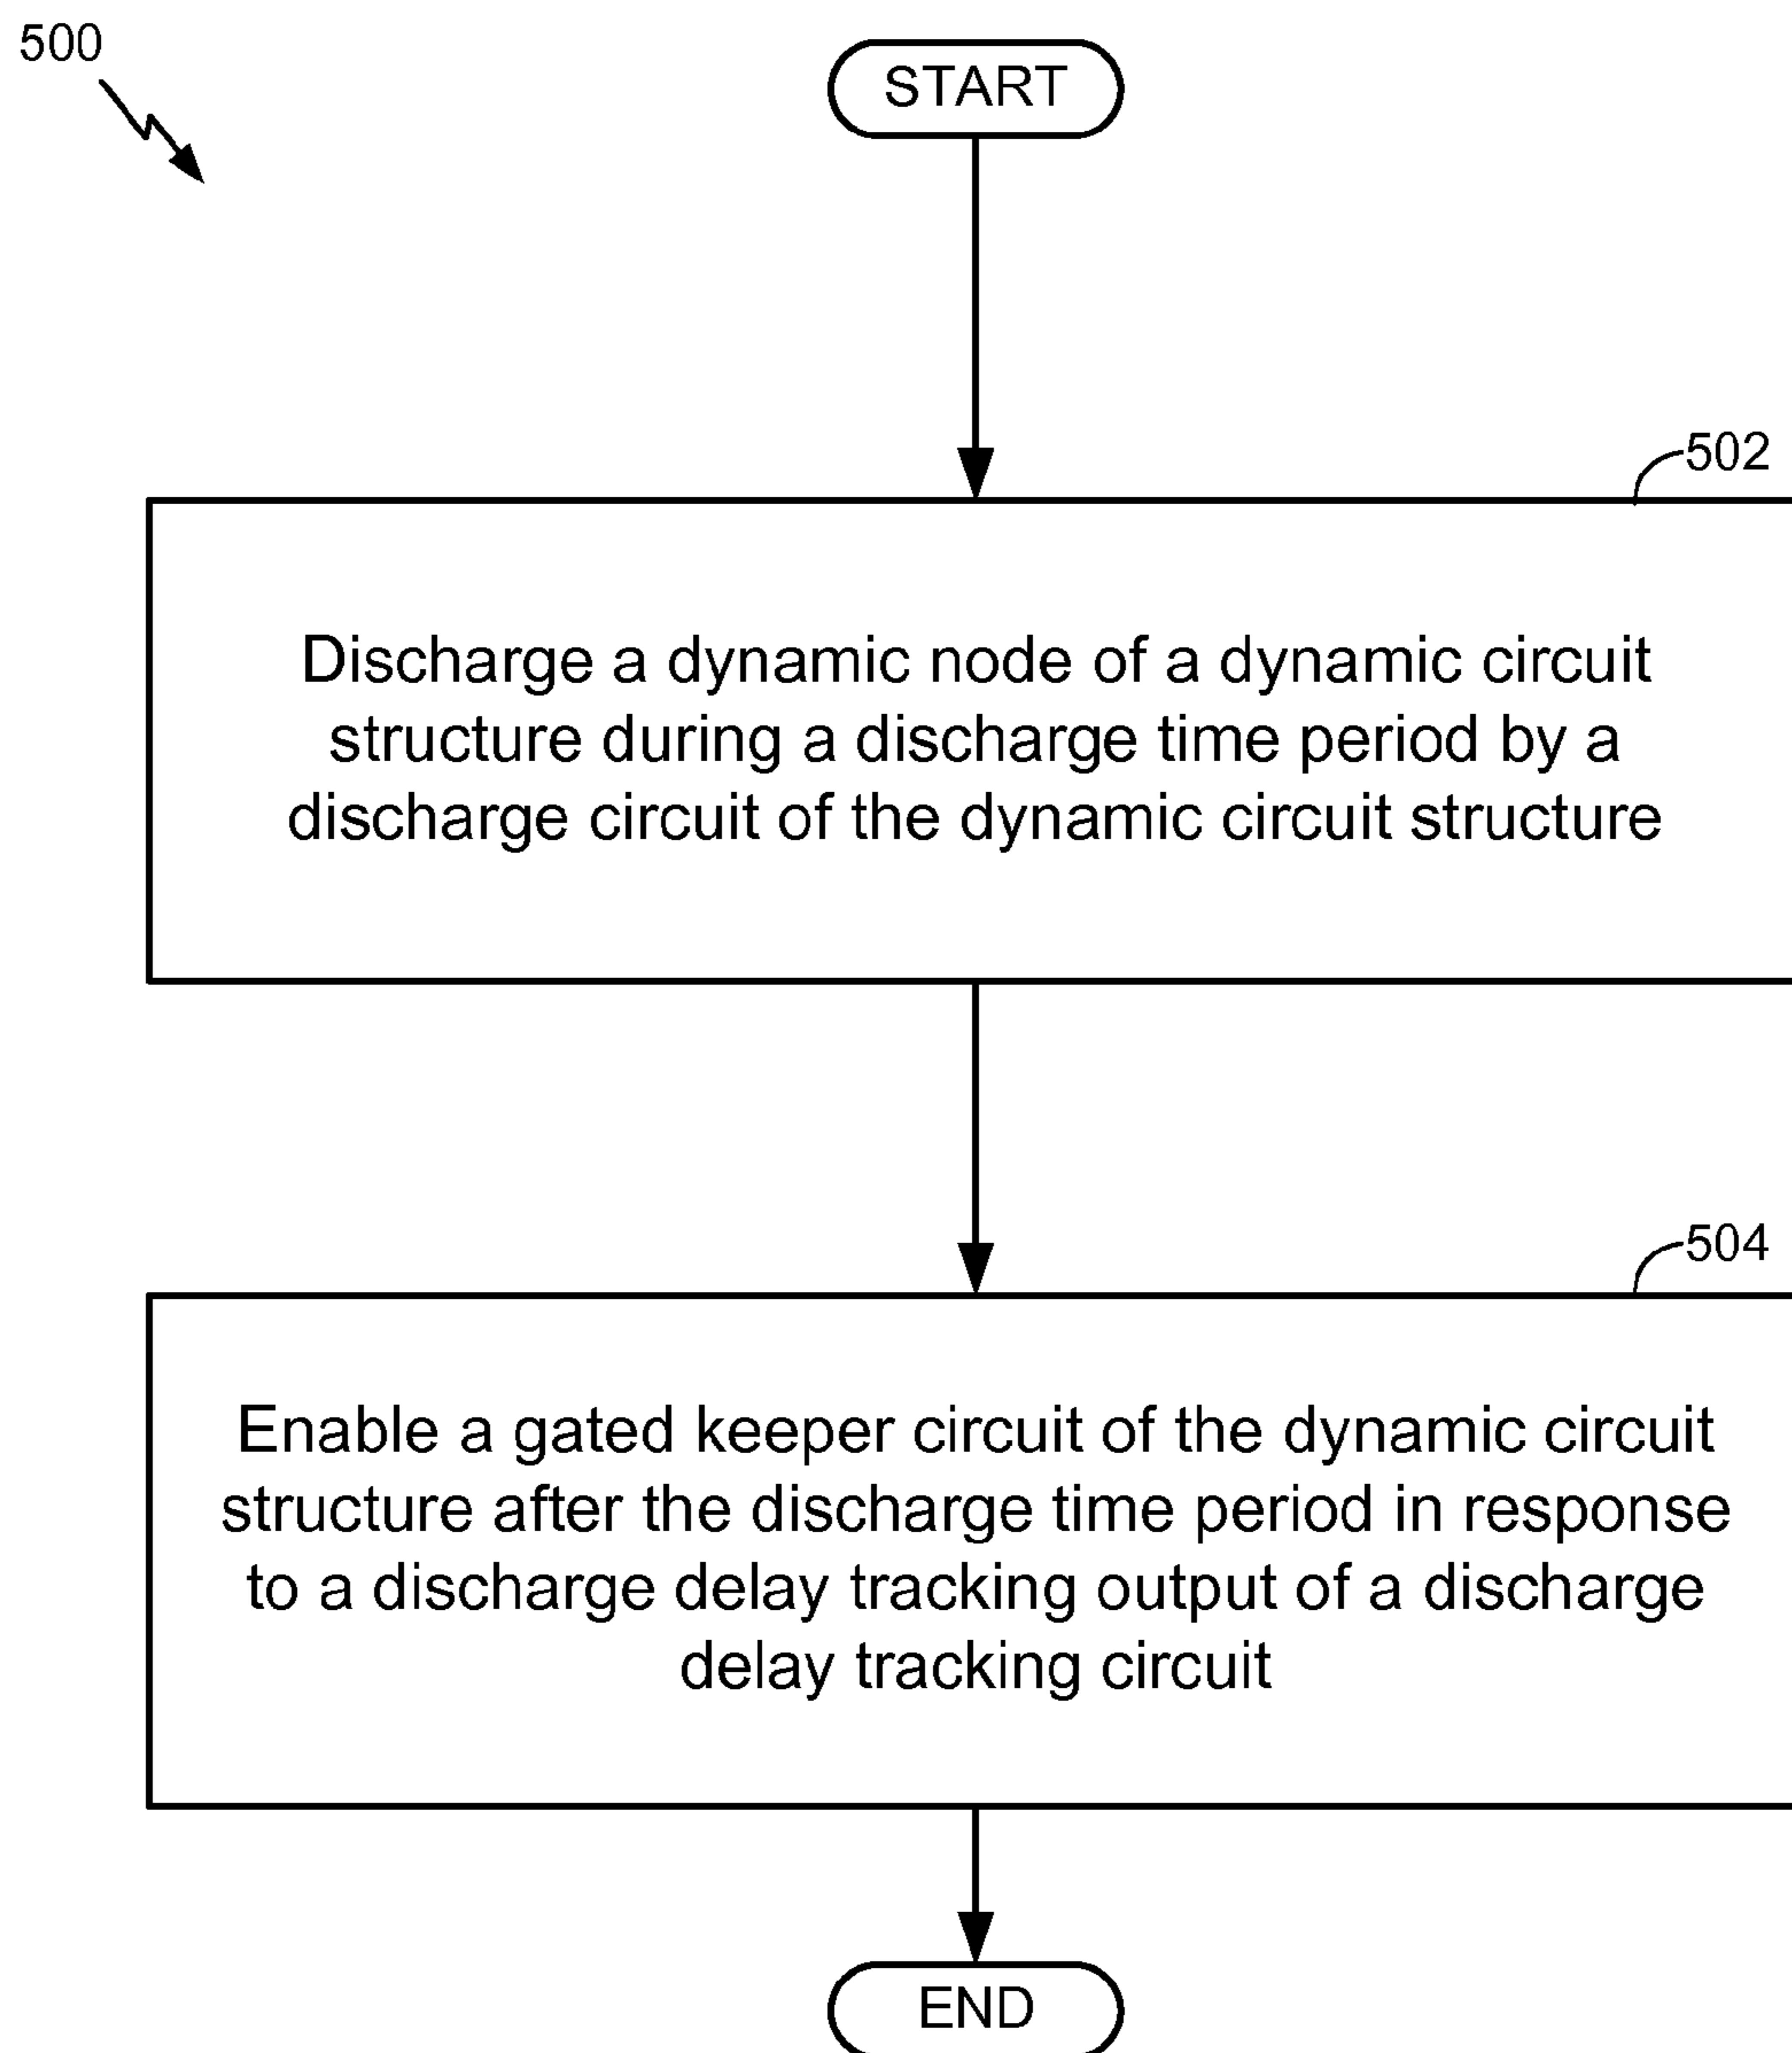 500
START
502
Discharge a dynamic node of a dynamic circuit
structure during a discharge time period by a
discharge circuit of the dynamic circuit structure
504
Enable a gated keeper circuit of the dynamic circuit
structure after the discharge time period in response
to a discharge delay tracking output of a discharge
delay tracking circuit
END